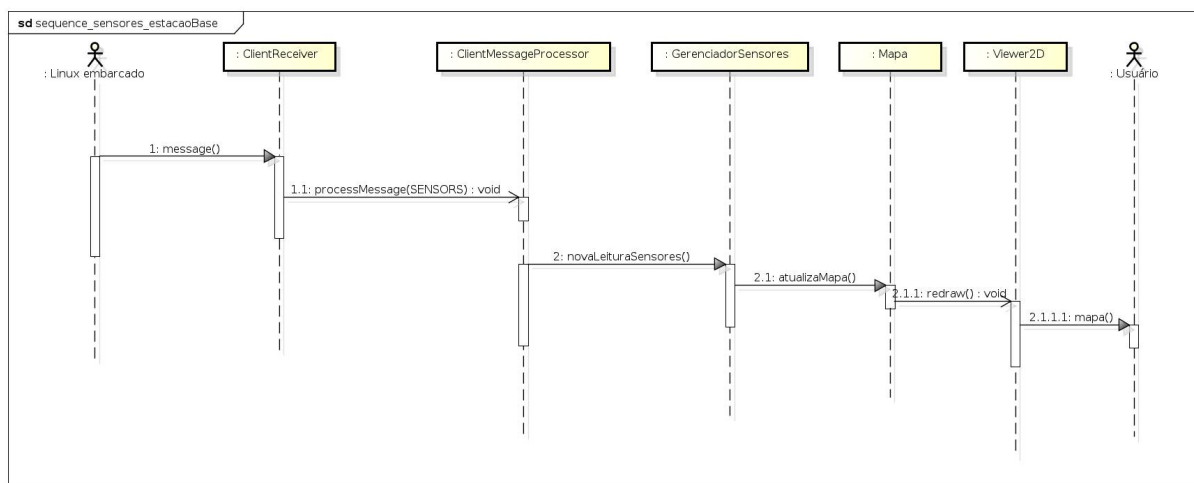 sd sequence_sensores_estacaoBase
: Linux embarcado
: ClientReceiver
: ClientMessageProcessor
: GerenciadorSensores
: Mapa
: Viewer2D
: Usuário
1: message()
1.1: processMessage(SENSORS) : void
2: novaLeituraSensores()
2.1: atualizaMapa()
2.1.1: redraw() : void
2.1.1.1: mapa()